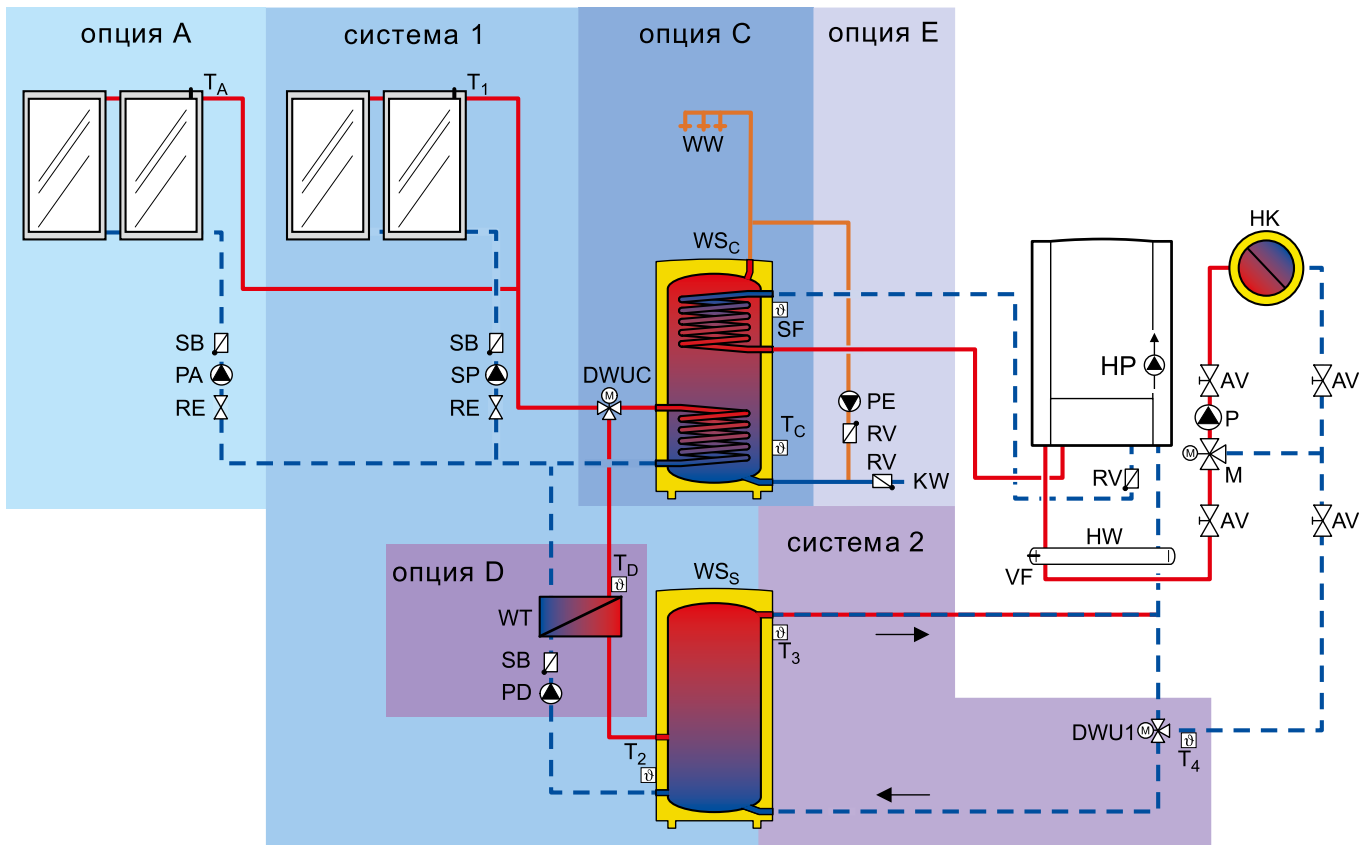 опция A
система 1
опция C
опция E
TA
T1
WW
WSC
HK
SB
SB
SF
PA
SP
DWUC
M
HP
AV
AV
RE
RE
PE
P
TC
RV
RV
KW
RV
M
M
AV
AV
система 2
HW
VF
опция D
TD
ϑ
ϑ
ϑ
WSS
WT
SB
PD
ϑ
T3
T2
ϑ
DWU1
M
ϑ
T4